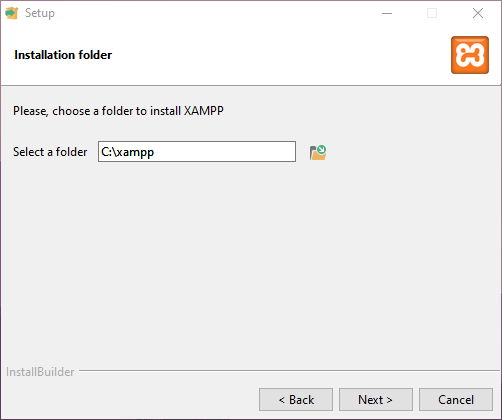 Setup
Installation folder
Please, choose a folder to install XAMPP
Select a folder C:\xampp
InstallBuilder
< Back Next > Cancel